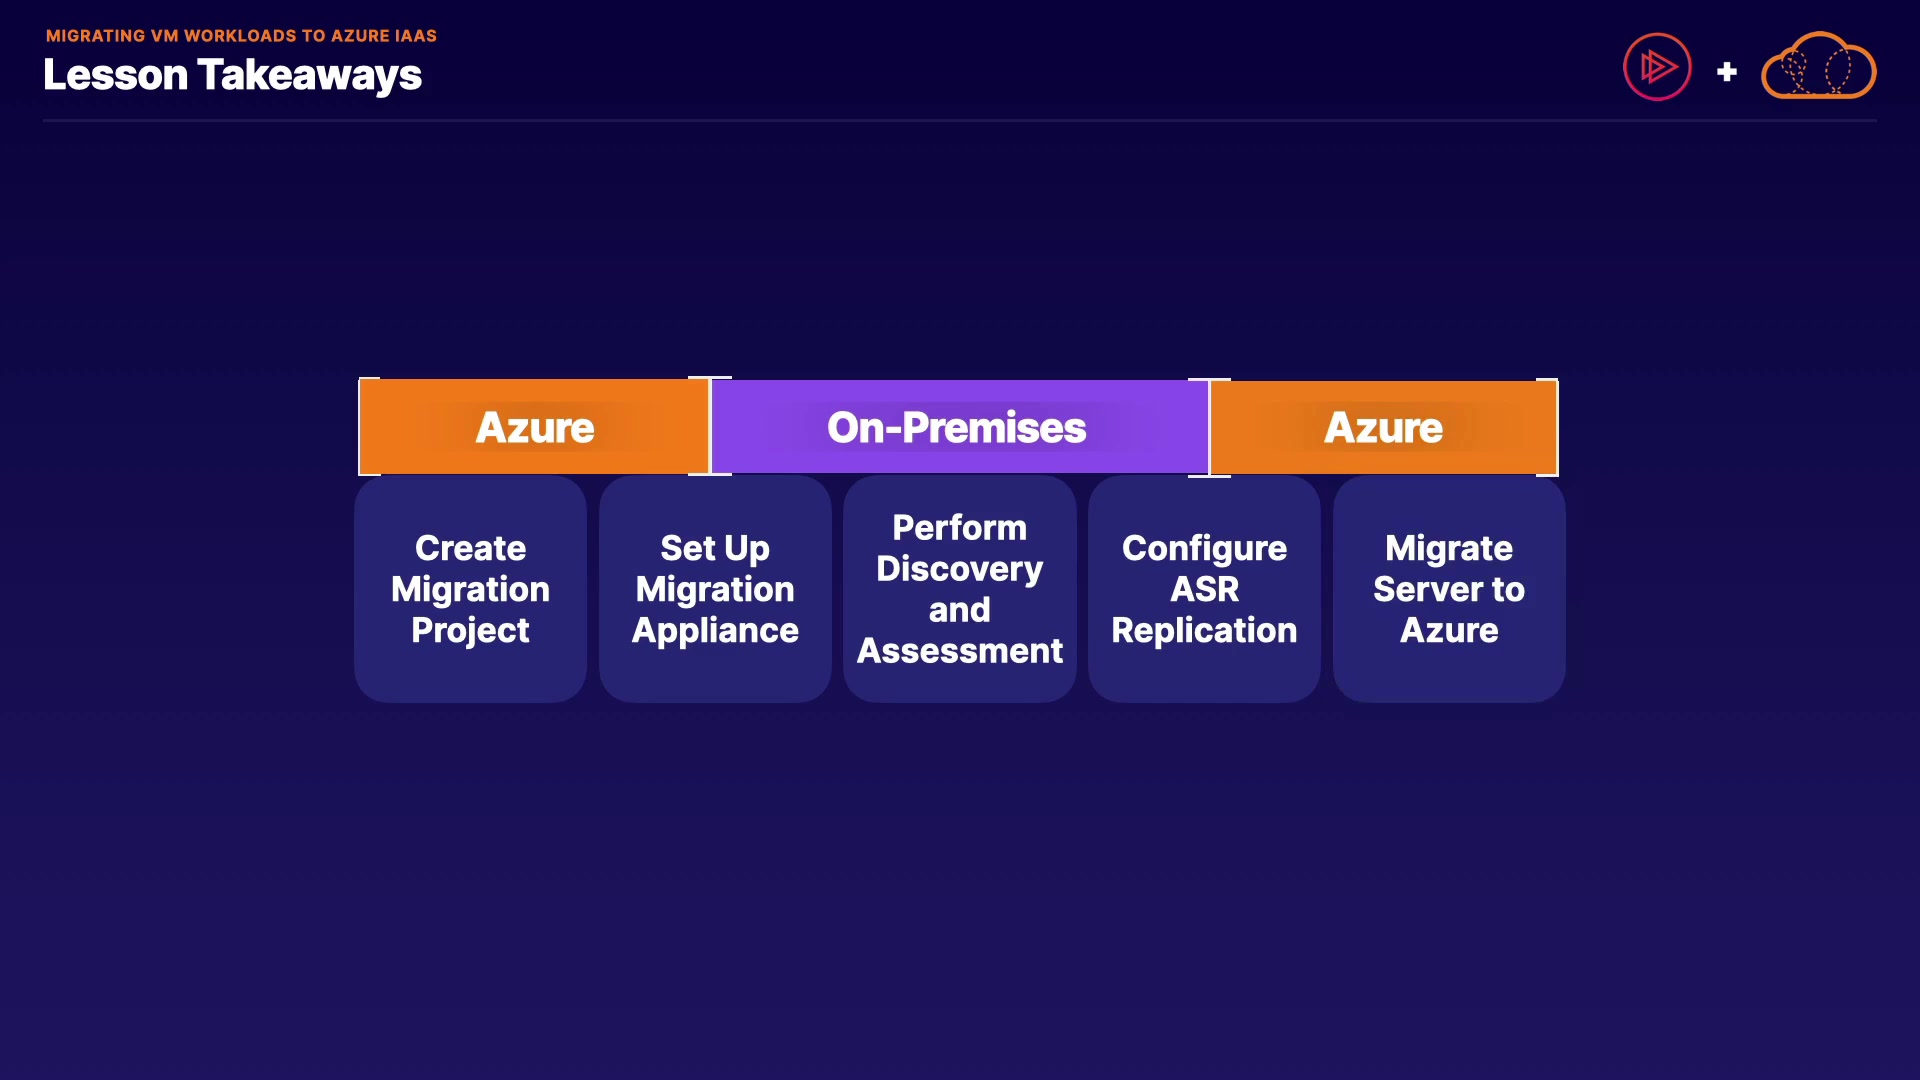 MIGRATING VM WORKLOADS TO AZURE IAAS
Lesson Takeaways
Azure
On-Premises
Azure
Create
Migration
Project
Set Up
Migration
Appliance
Perform
Discovery
and
Assessment
Configure
ASR
Replication
Migrate
Server to
Azure